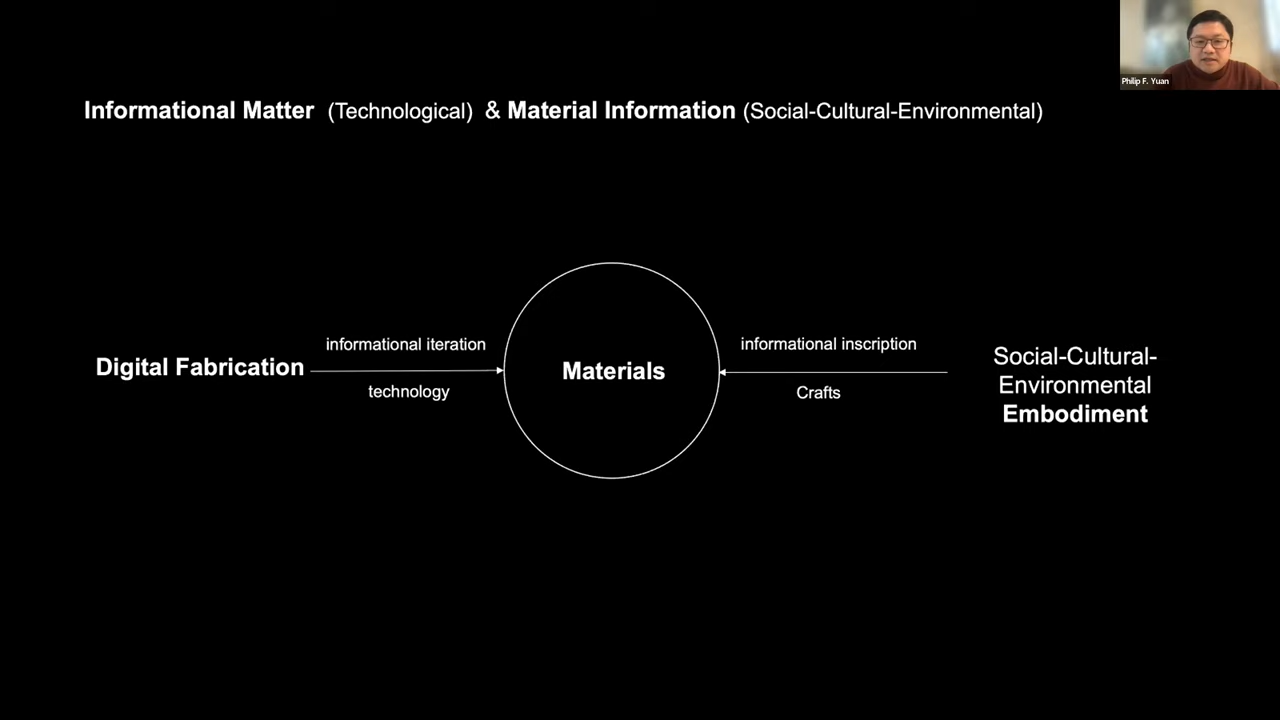 Philip F. Yuan
Informational Matter (Technological) & Material Information (Social-Cultural-Environmental)
Digital Fabrication
informational iteration
technology
Materials
informational inscription
Crafts
Social-Cultural-
Environmental
Embodiment